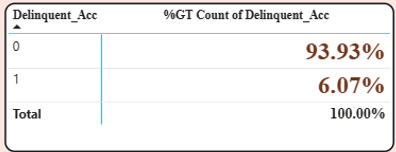 Delinquent_Acc %GT Count of Delinquent_Acc
0 93.93%
1 6.07%
Total 100.00%